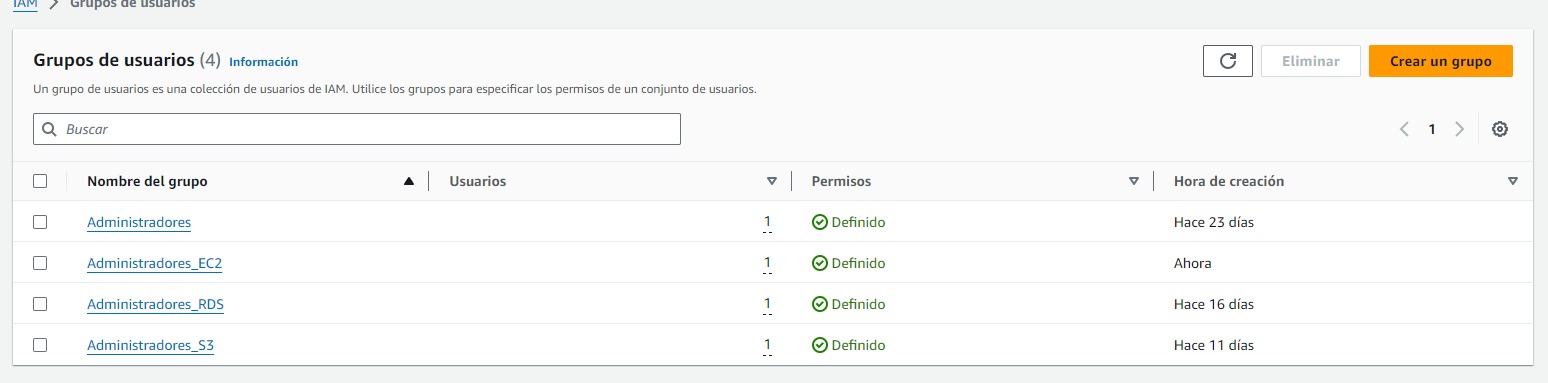 IAM > Grupos de usuarios
Grupos de usuarios (4) Información
Eliminar
Crear un grupo
Un grupo de usuarios es una colección de usuarios de IAM. Utilice los grupos para especificar los permisos de un conjunto de usuarios.
Buscar
1
Nombre del grupo Usuarios Permisos Hora de creación
Administradores 1 Definido Hace 23 días
Administradores_EC2 1 Definido Ahora
Administradores_RDS 1 Definido Hace 16 días
Administradores_S3 1 Definido Hace 11 días